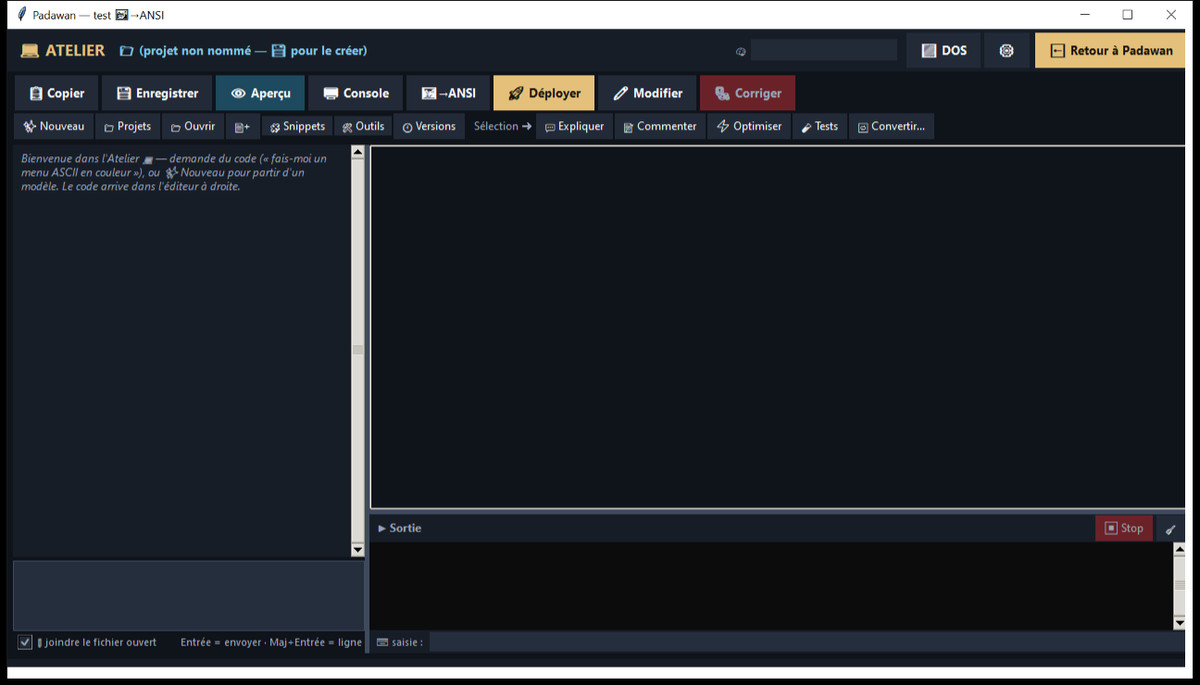 Padawan — test 🖼→ANSI
ATELIER (projet non nommé — 💾 pour le créer)
DOS
Retour à Padawan
Copier Enregistrer Aperçu Console 🖼→ANSI Déployer Modifier Corriger
Nouveau Projets Ouvrir + Snippets Outils Versions Sélection → Expliquer Commenter Optimiser Tests Convertir...
Bienvenue dans l'Atelier 💻 — demande du code (« fais-moi un
menu ASCII en couleur »), ou ✨ Nouveau pour partir d'un
modèle. Le code arrive dans l'éditeur à droite.
▶ Sortie
Stop
joindre le fichier ouvert
Entrée = envoyer · Maj+Entrée = ligne
saisie :